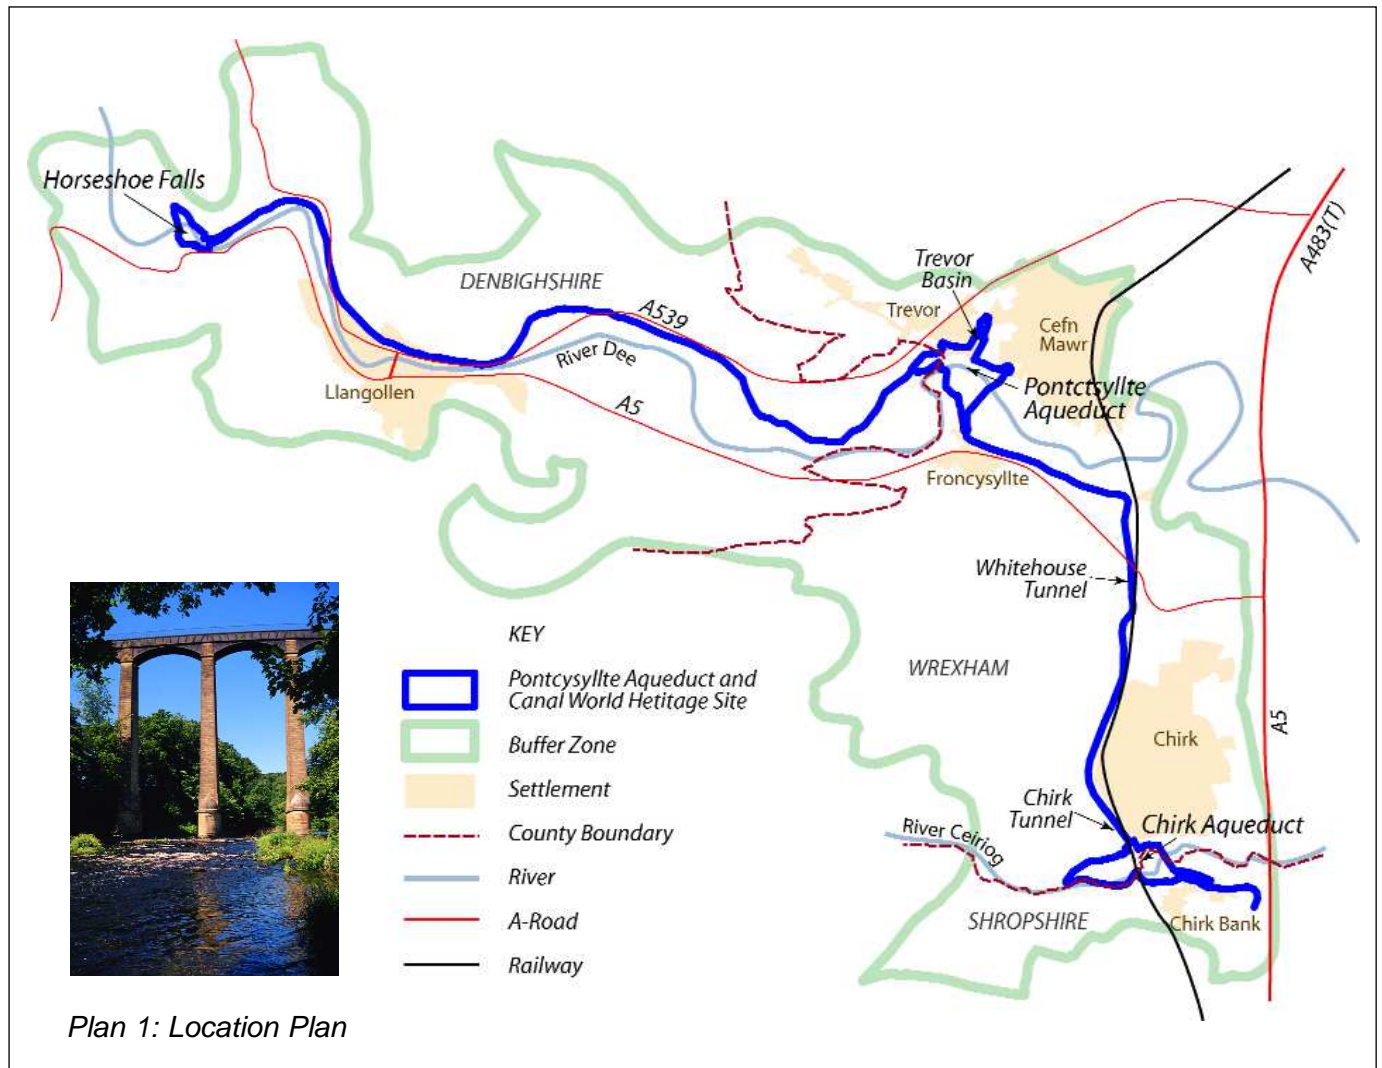 Horseshoe Falls
DENBIGHSHIRE
A539
River Dee
A5
Llangollen
Trevor
Basin
Trevor
Cefn
Mawr
Pontctsyllte
Aqueduct
Froncysyllte
A483(T)
Whitehouse
Tunnel
WREXHAM
Chirk
A5
Chirk
Tunnel
Chirk Aqueduct
River Ceiriog
SHROPSHIRE
Chirk Bank
KEY
Pontcysyllte Aqueduct and
Canal World Hetitage Site
Buffer Zone
Settlement
County Boundary
River
A-Road
Railway
Plan 1: Location Plan